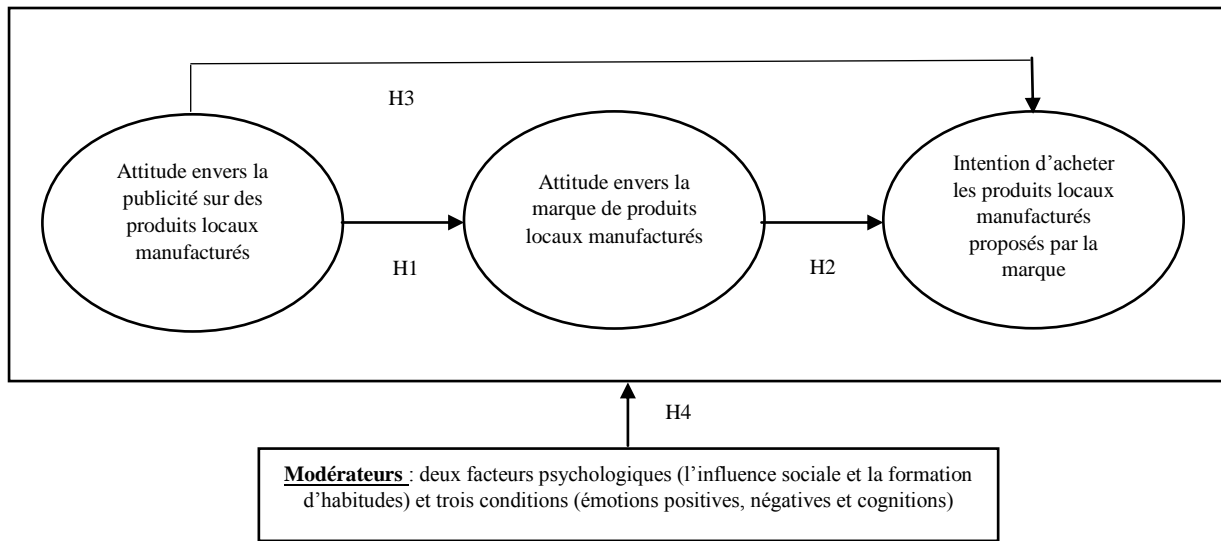 H3
Attitude envers la
publicité sur des
produits locaux
manufacturés
H1
Attitude envers la
marque de produits
locaux manufacturés
H2
Intention d’acheter
les produits locaux
manufacturés
proposés par la
marque
H4
Modérateurs : deux facteurs psychologiques (l’influence sociale et la formation
d’habitudes) et trois conditions (émotions positives, négatives et cognitions)